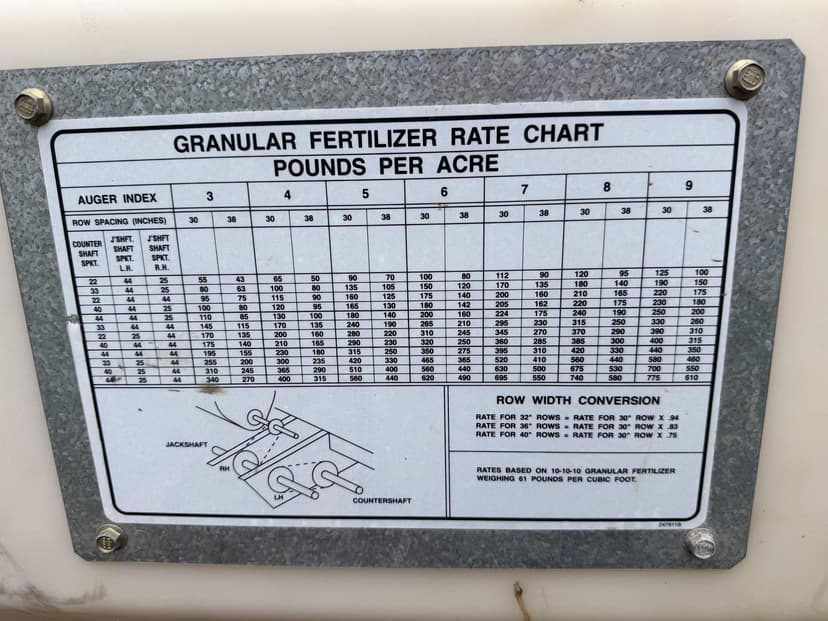 GRANULAR FERTILIZER RATE CHART
POUNDS PER ACRE
AUGER INDEX 3 4 5 6 7 8 9
ROW SPACING (INCHES) 30 38 30 38 30 38 30 38 30 38 30 38 30 38
COUNTER J'SHFT. J'SHFT
SHAFT SHAFT SHAFT
SPKT. SPKT. SPKT.
L.H. R.H.
22 44 25 55 43 65 50 90 70 100 80 112 90 120 95 125 100
33 44 25 80 63 100 80 135 105 150 120 170 135 180 140 190 150
22 44 44 95 75 115 90 160 125 175 140 200 160 210 165 220 175
40 44 25 100 80 120 95 165 130 180 142 205 162 220 175 230 180
44 44 25 110 85 130 100 180 140 200 160 224 175 240 190 250 200
33 44 44 145 115 170 135 240 190 265 210 295 230 315 250 330 260
22 25 44 170 135 200 160 280 220 310 245 345 270 370 290 390 310
40 44 44 175 140 210 165 290 230 320 250 360 285 385 300 400 315
44 44 44 195 155 230 180 315 250 350 275 395 310 420 330 440 350
33 25 44 255 200 300 235 420 330 465 365 520 410 560 440 580 460
40 25 44 310 245 365 290 510 400 560 440 630 500 675 530 700 550
44 25 44 340 270 400 315 560 440 620 490 695 550 740 580 775 610
JACKSHAFT
RH
LH
COUNTERSHAFT
ROW WIDTH CONVERSION
RATE FOR 32" ROWS = RATE FOR 30" ROW X .94
RATE FOR 36" ROWS = RATE FOR 30" ROW X .83
RATE FOR 40" ROWS = RATE FOR 30" ROW X .75
RATES BASED ON 10-10-10 GRANULAR FERTILIZER
WEIGHING 61 POUNDS PER CUBIC FOOT.